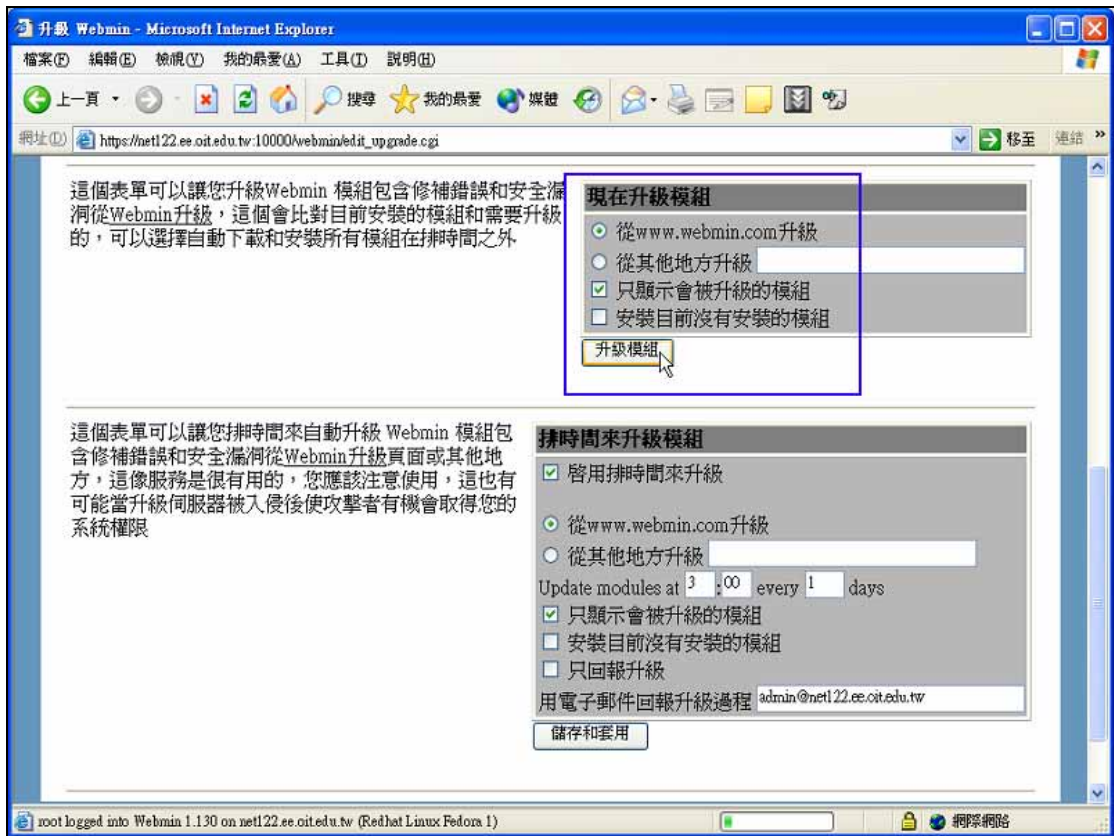 升級 Webmin - Microsoft Internet Explorer
檔案(F) 編輯(E) 檢視(V) 我的最愛(A) 工具(T) 說明(H)
上一頁 搜尋 我的最愛 媒體
網址(D) https://net122.ee.oit.edu.tw:10000/webmin/edit_upgrade.cgi 移至 連結 »
這個表單可以讓您升級Webmin 模組包含修補錯誤和安全漏
洞從Webmin升級，這個會比對目前安裝的模組和需要升級
的，可以選擇自動下載和安裝所有模組在排時間之外
現在升級模組
從www.webmin.com升級
從其他地方升級
只顯示會被升級的模組
安裝目前沒有安裝的模組
升級模組
這個表單可以讓您排時間來自動升級 Webmin 模組包
含修補錯誤和安全漏洞從Webmin升級頁面或其他地
方，這像服務是很有用的，您應該注意使用，這也有
可能當升級伺服器被入侵後使攻擊者有機會取得您的
系統權限
排時間來升級模組
啟用排時間來升級
從www.webmin.com升級
從其他地方升級
Update modules at 3 :00 every 1 days
只顯示會被升級的模組
安裝目前沒有安裝的模組
只回報升級
用電子郵件回報升級過程 admin@net122.ee.oit.edu.tw
儲存和套用
root logged into Webmin 1.130 on net122.ee.oit.edu.tw (Redhat Linux Fedora 1) 網際網路